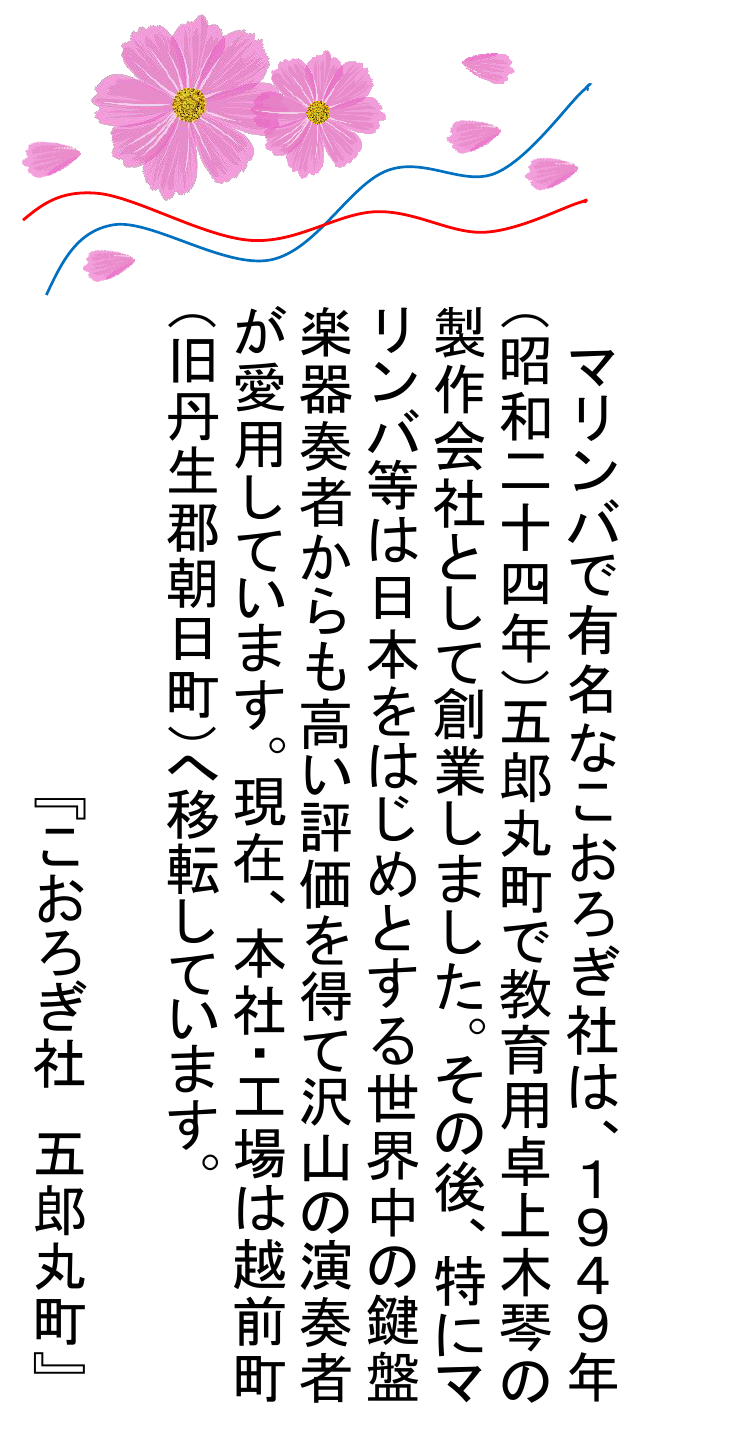 マリンバで有名なこおろぎ社は、１９４９年
（昭和二十四年）五郎丸町で教育用卓上木琴の
製作会社として創業しました。その後、特にマ
リンバ等は日本をはじめとする世界中の鍵盤
楽器奏者からも高い評価を得て沢山の演奏者
が愛用しています。現在、本社・工場は越前町
（旧丹生郡朝日町）へ移転しています。
『こおろぎ社　五郎丸町』